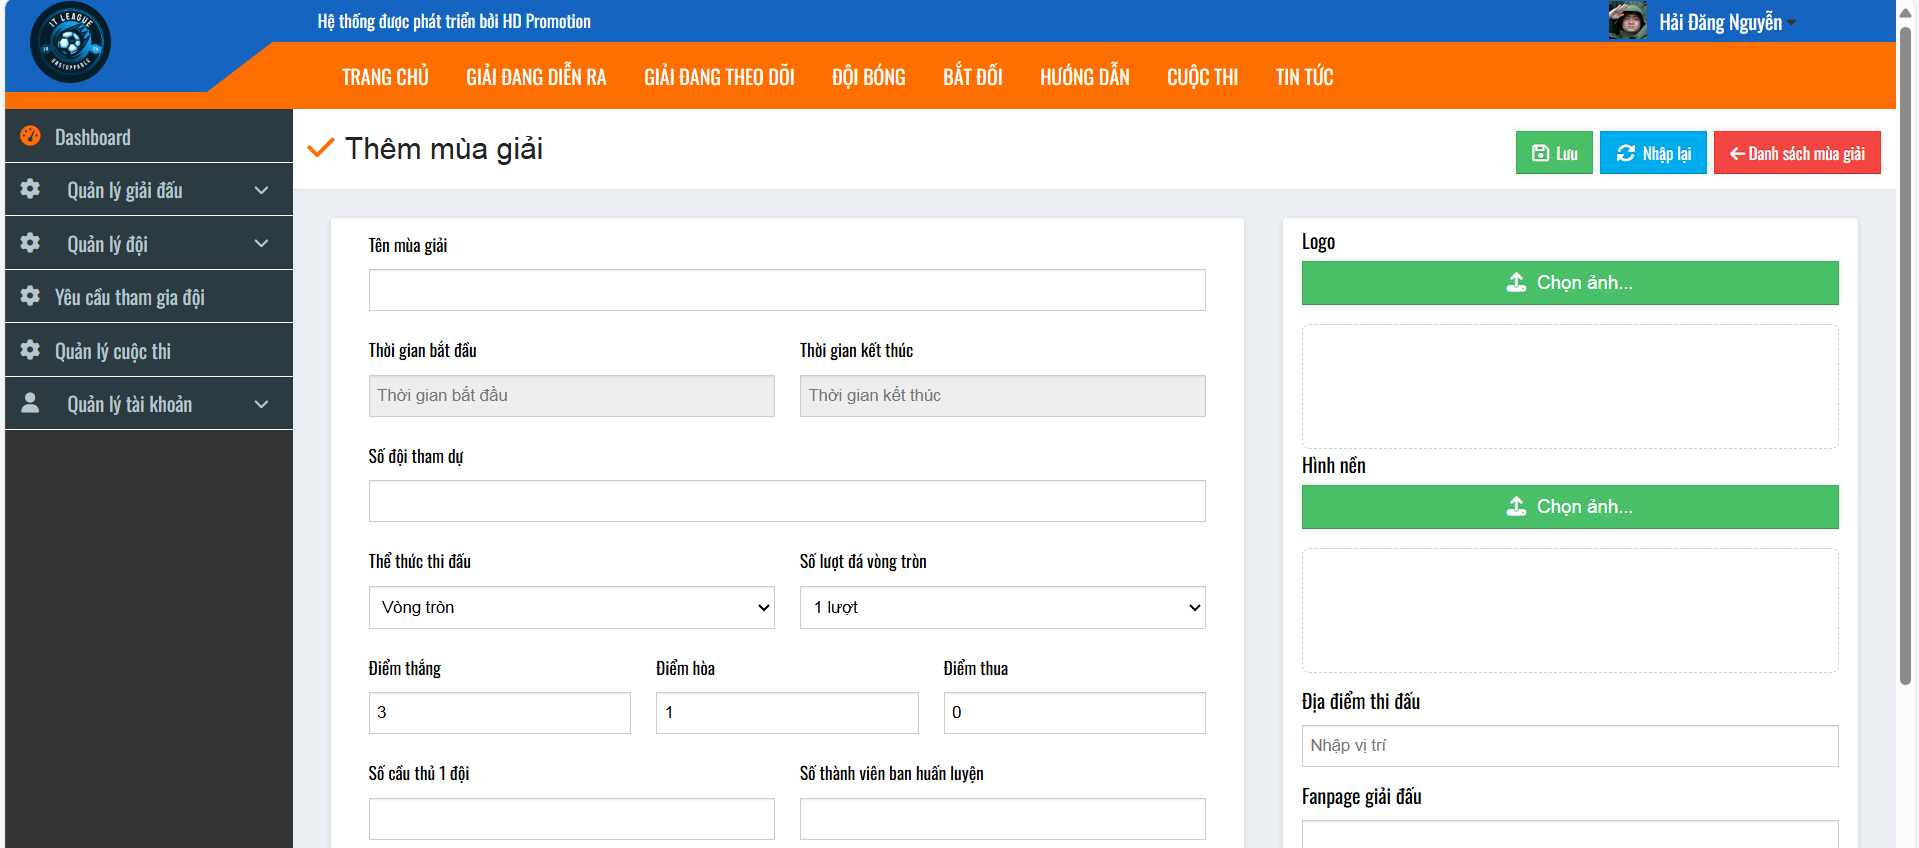 IT LEAGUE
UNSTOPPABLE
Hệ thống được phát triển bởi HD Promotion
Hải Đăng Nguyễn
TRANG CHỦ GIẢI ĐANG DIỄN RA GIẢI ĐANG THEO DÕI ĐỘI BÓNG BẮT ĐỐI HƯỚNG DẪN CUỘC THI TIN TỨC
Dashboard
Quản lý giải đấu
Quản lý đội
Yêu cầu tham gia đội
Quản lý cuộc thi
Quản lý tài khoản
Thêm mùa giải
Lưu
Nhập lại
Danh sách mùa giải
Tên mùa giải
Thời gian bắt đầu Thời gian kết thúc
Thời gian bắt đầu Thời gian kết thúc
Số đội tham dự
Thể thức thi đấu Số lượt đá vòng tròn
Vòng tròn 1 lượt
Điểm thắng Điểm hòa Điểm thua
3 1 0
Số cầu thủ 1 đội Số thành viên ban huấn luyện
Logo
Chọn ảnh...
Hình nền
Chọn ảnh...
Địa điểm thi đấu
Nhập vị trí
Fanpage giải đấu